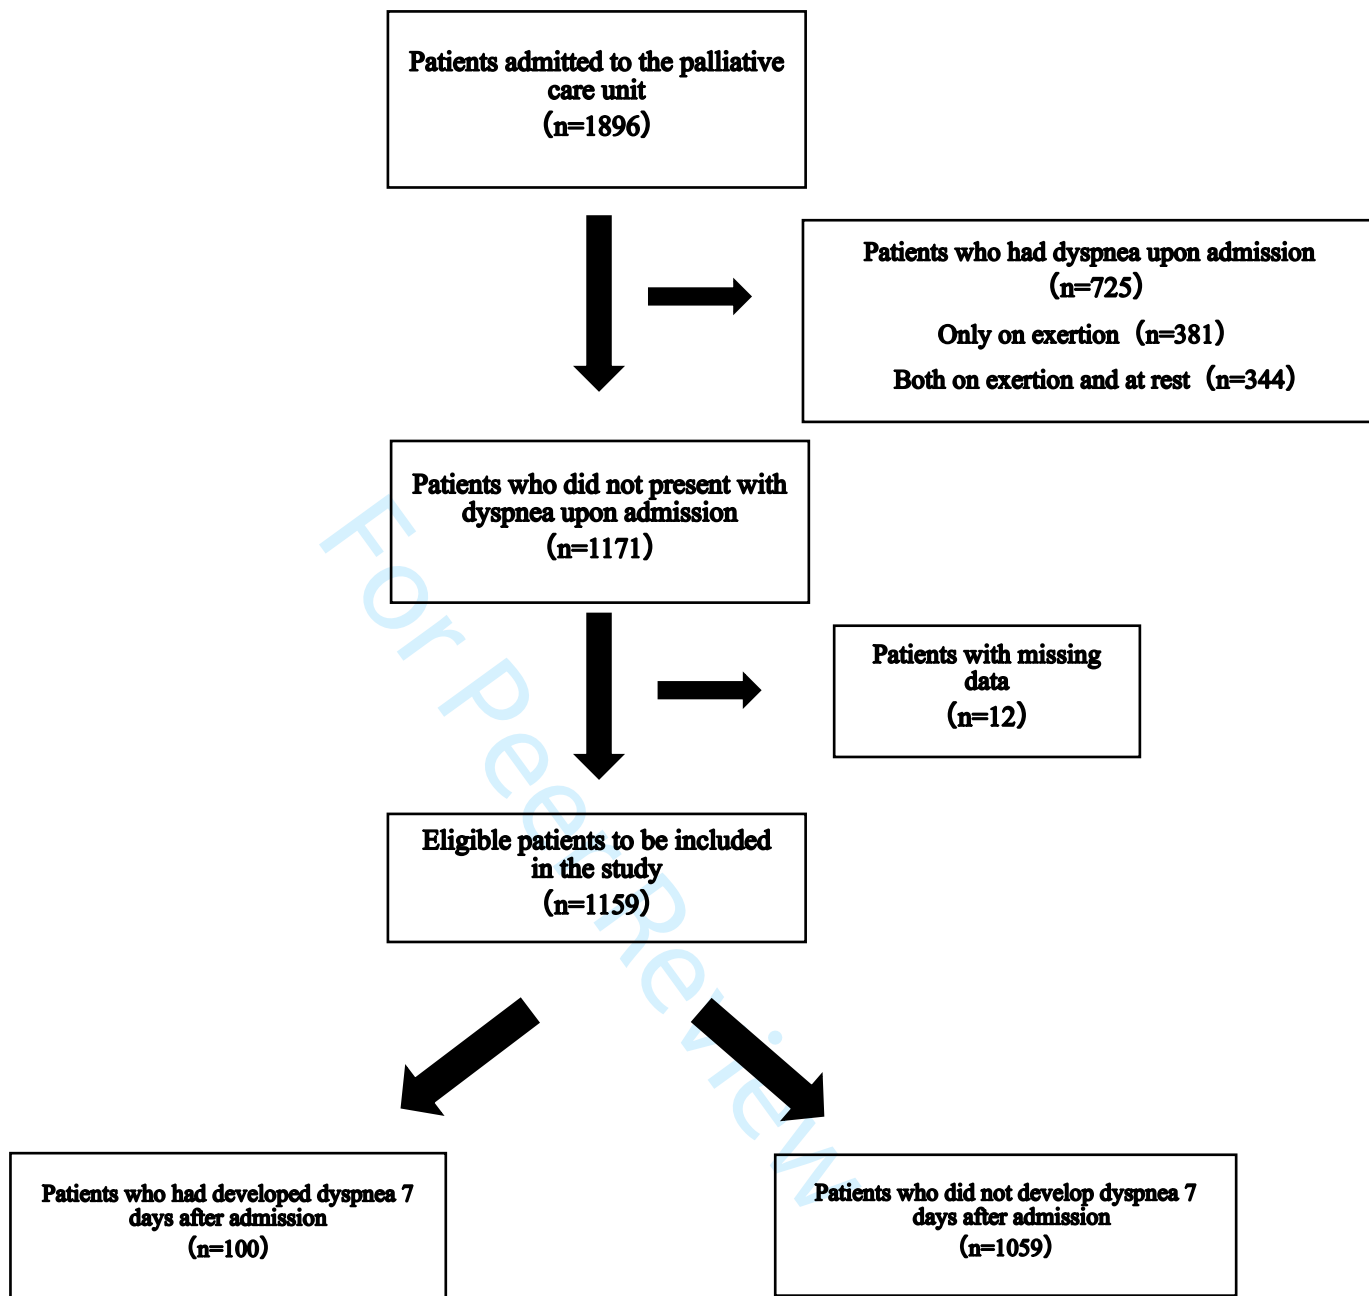 Patients admitted to the palliative
care unit
（n=1896）
Patients who had dyspnea upon admission
（n=725）
Only on exertion（n=381）
Both on exertion and at rest（n=344）
Patients who did not present with
dyspnea upon admission
（n=1171）
Patients with missing
data
（n=12）
Eligible patients to be included
in the study
（n=1159）
Patients who had developed dyspnea 7
days after admission
（n=100）
Patients who did not develop dyspnea 7
days after admission
（n=1059）
For Peer Review